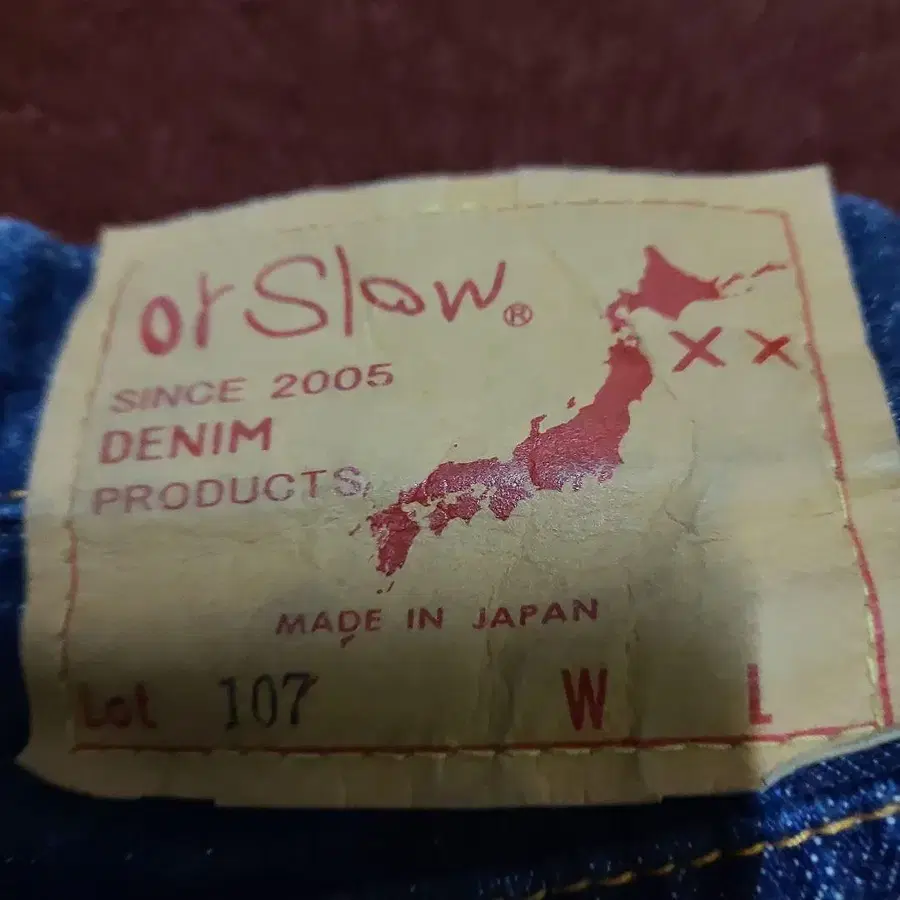 orSlow®
XX
SINCE 2005
DENIM
PRODUCTS
MADE IN JAPAN
Lot 107 W L